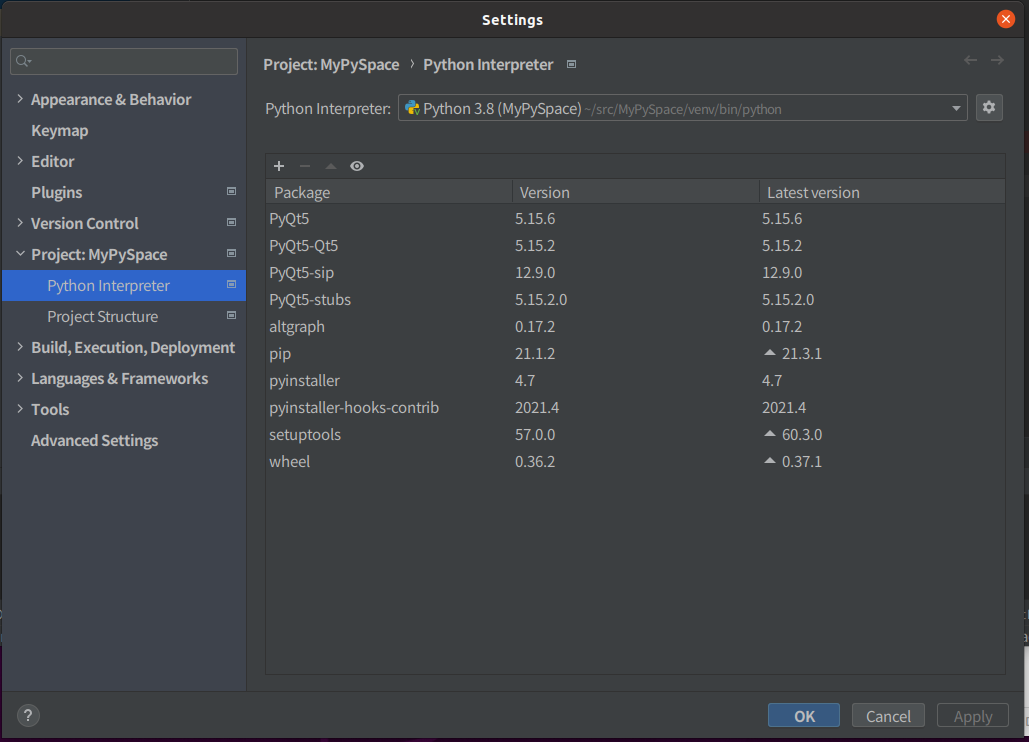 Settings
Project: MyPySpace › Python Interpreter
Appearance & Behavior
Keymap
Editor
Plugins
Version Control
Project: MyPySpace
Python Interpreter
Project Structure
Build, Execution, Deployment
Languages & Frameworks
Tools
Advanced Settings
Python Interpreter: Python 3.8 (MyPySpace) ~/src/MyPySpace/venv/bin/python
Package Version Latest version
PyQt5 5.15.6 5.15.6
PyQt5-Qt5 5.15.2 5.15.2
PyQt5-sip 12.9.0 12.9.0
PyQt5-stubs 5.15.2.0 5.15.2.0
altgraph 0.17.2 0.17.2
pip 21.1.2 21.3.1
pyinstaller 4.7 4.7
pyinstaller-hooks-contrib 2021.4 2021.4
setuptools 57.0.0 60.3.0
wheel 0.36.2 0.37.1
? OK Cancel Apply